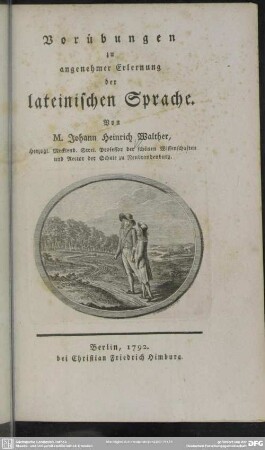 Vorübungen
zu
angenehmer Erlernung
der
lateinischen Sprache.
Von
M. Johann Heinrich Walther,
Herzogl. Mecklenb. Strel. Professor der schönen Wissenschaften
und Rector der Schule zu Neubrandenburg.
Berlin, 1792.
bei Christian Friedrich Himburg.